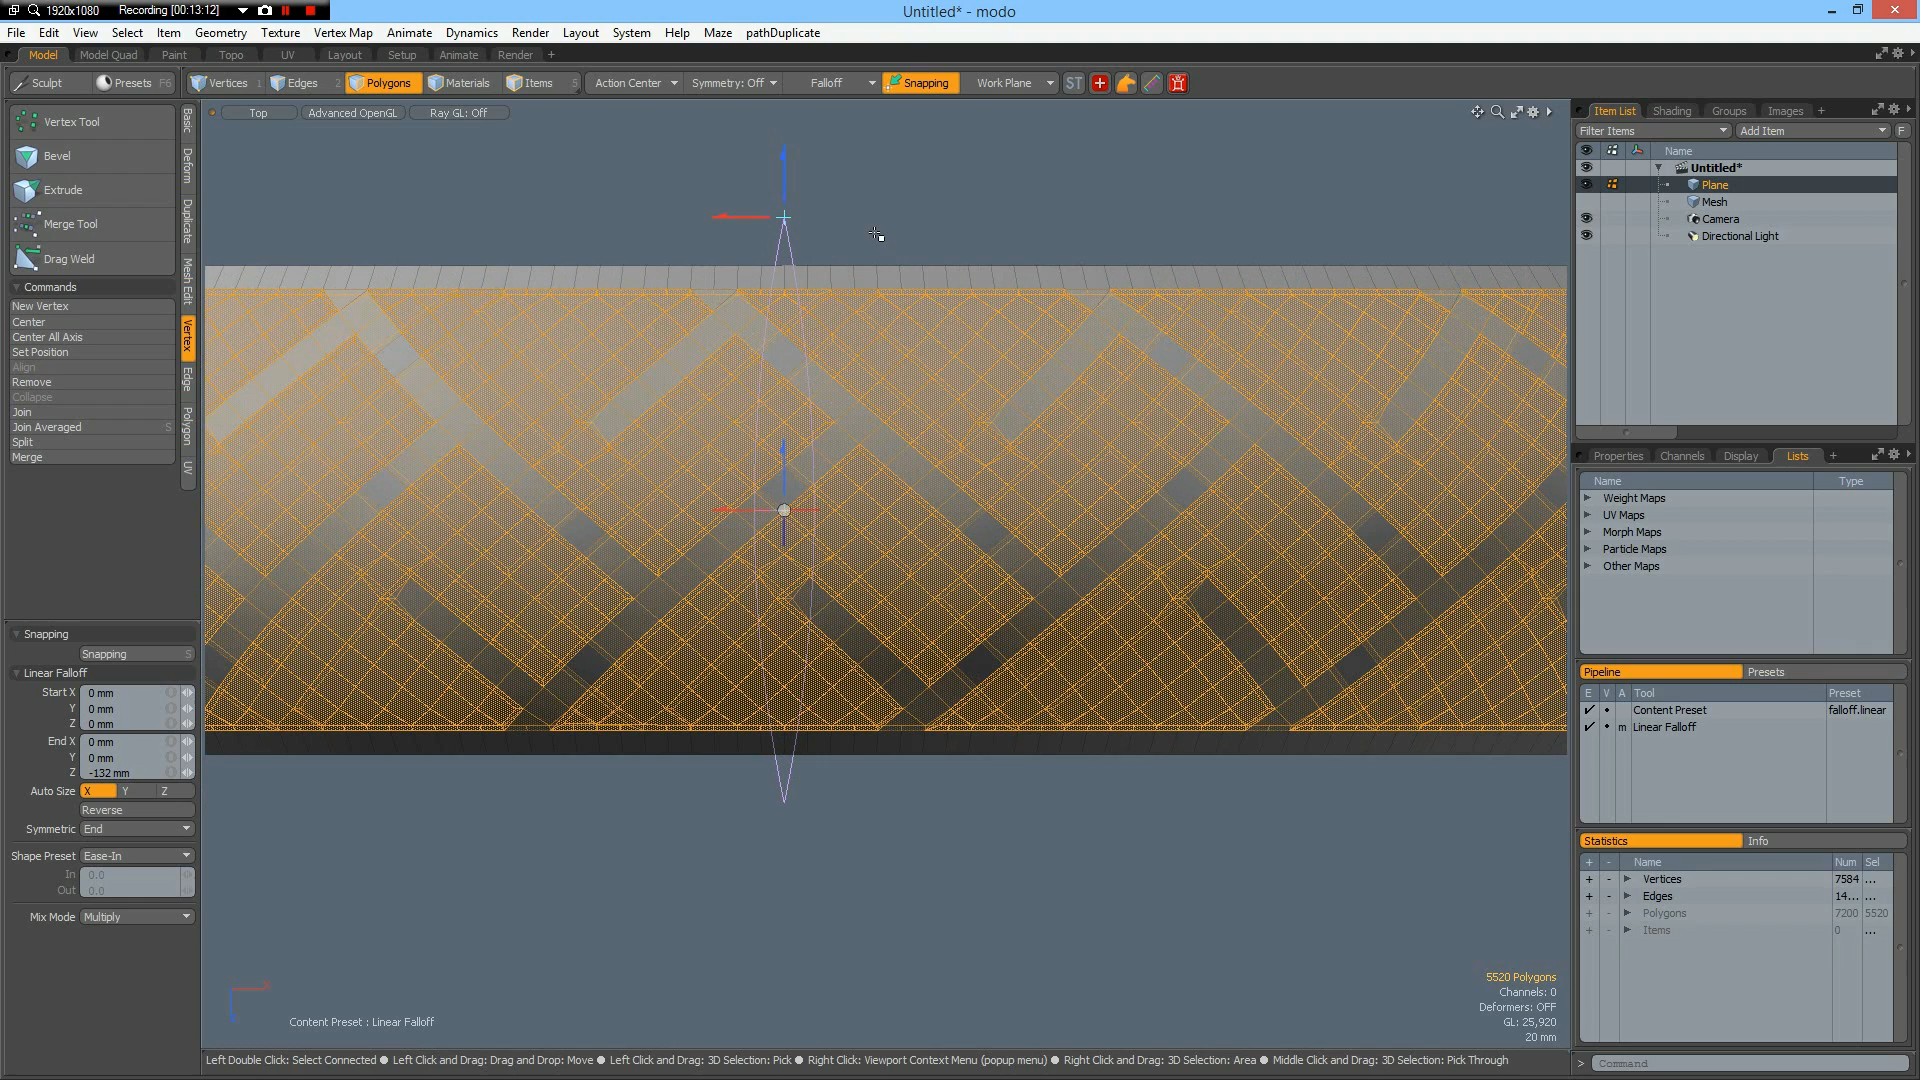 1920x1080 Recording [00:13:12]
Untitled* - modo
File Edit View Select Item Geometry Texture Vertex Map Animate Dynamics Render Layout System Help Maze pathDuplicate
Model Model Quad Paint Topo UV Layout Setup Animate Render +
Sculpt Presets F6 Vertices 1 Edges 2 Polygons Materials Items 5 Action Center Symmetry: Off Falloff Snapping Work Plane ST
Top Advanced OpenGL Ray GL: Off
Vertex Tool
Bevel
Extrude
Merge Tool
Drag Weld
Commands
New Vertex
Center
Center All Axis
Set Position
Align
Remove
Collapse
Join
Join Averaged S
Split
Merge
Basic
Deform
Duplicate
Mesh Edit
Vertex
Edge
Polygon
UV
Snapping
Snapping S
Linear Falloff
Start X 0 mm
Y 0 mm
Z 0 mm
End X 0 mm
Y 0 mm
Z -132 mm
Auto Size X Y Z
Reverse
Symmetric End
Shape Preset Ease-In
In 0.0
Out 0.0
Mix Mode Multiply
X
Content Preset : Linear Falloff
5520 Polygons
Channels: 0
Deformers: OFF
GL: 25,920
20 mm
Left Double Click: Select Connected ● Left Click and Drag: Drag and Drop: Move ● Left Click and Drag: 3D Selection: Pick ● Right Click: Viewport Context Menu (popup menu) ● Right Click and Drag: 3D Selection: Area ● Middle Click and Drag: 3D Selection: Pick Through
Item List Shading Groups Images +
Filter Items Add Item F
Name
Untitled*
Plane
Mesh
Camera
Directional Light
Properties Channels Display Lists +
Name Type
Weight Maps
UV Maps
Morph Maps
Particle Maps
Other Maps
Pipeline Presets
E V A Tool Preset
Content Preset falloff.linear
m Linear Falloff
Statistics Info
+ - Name Num Sel
+ - Vertices 7584 ...
+ - Edges 14... ...
+ - Polygons 7200 5520
+ - Items 0 ...
> Command